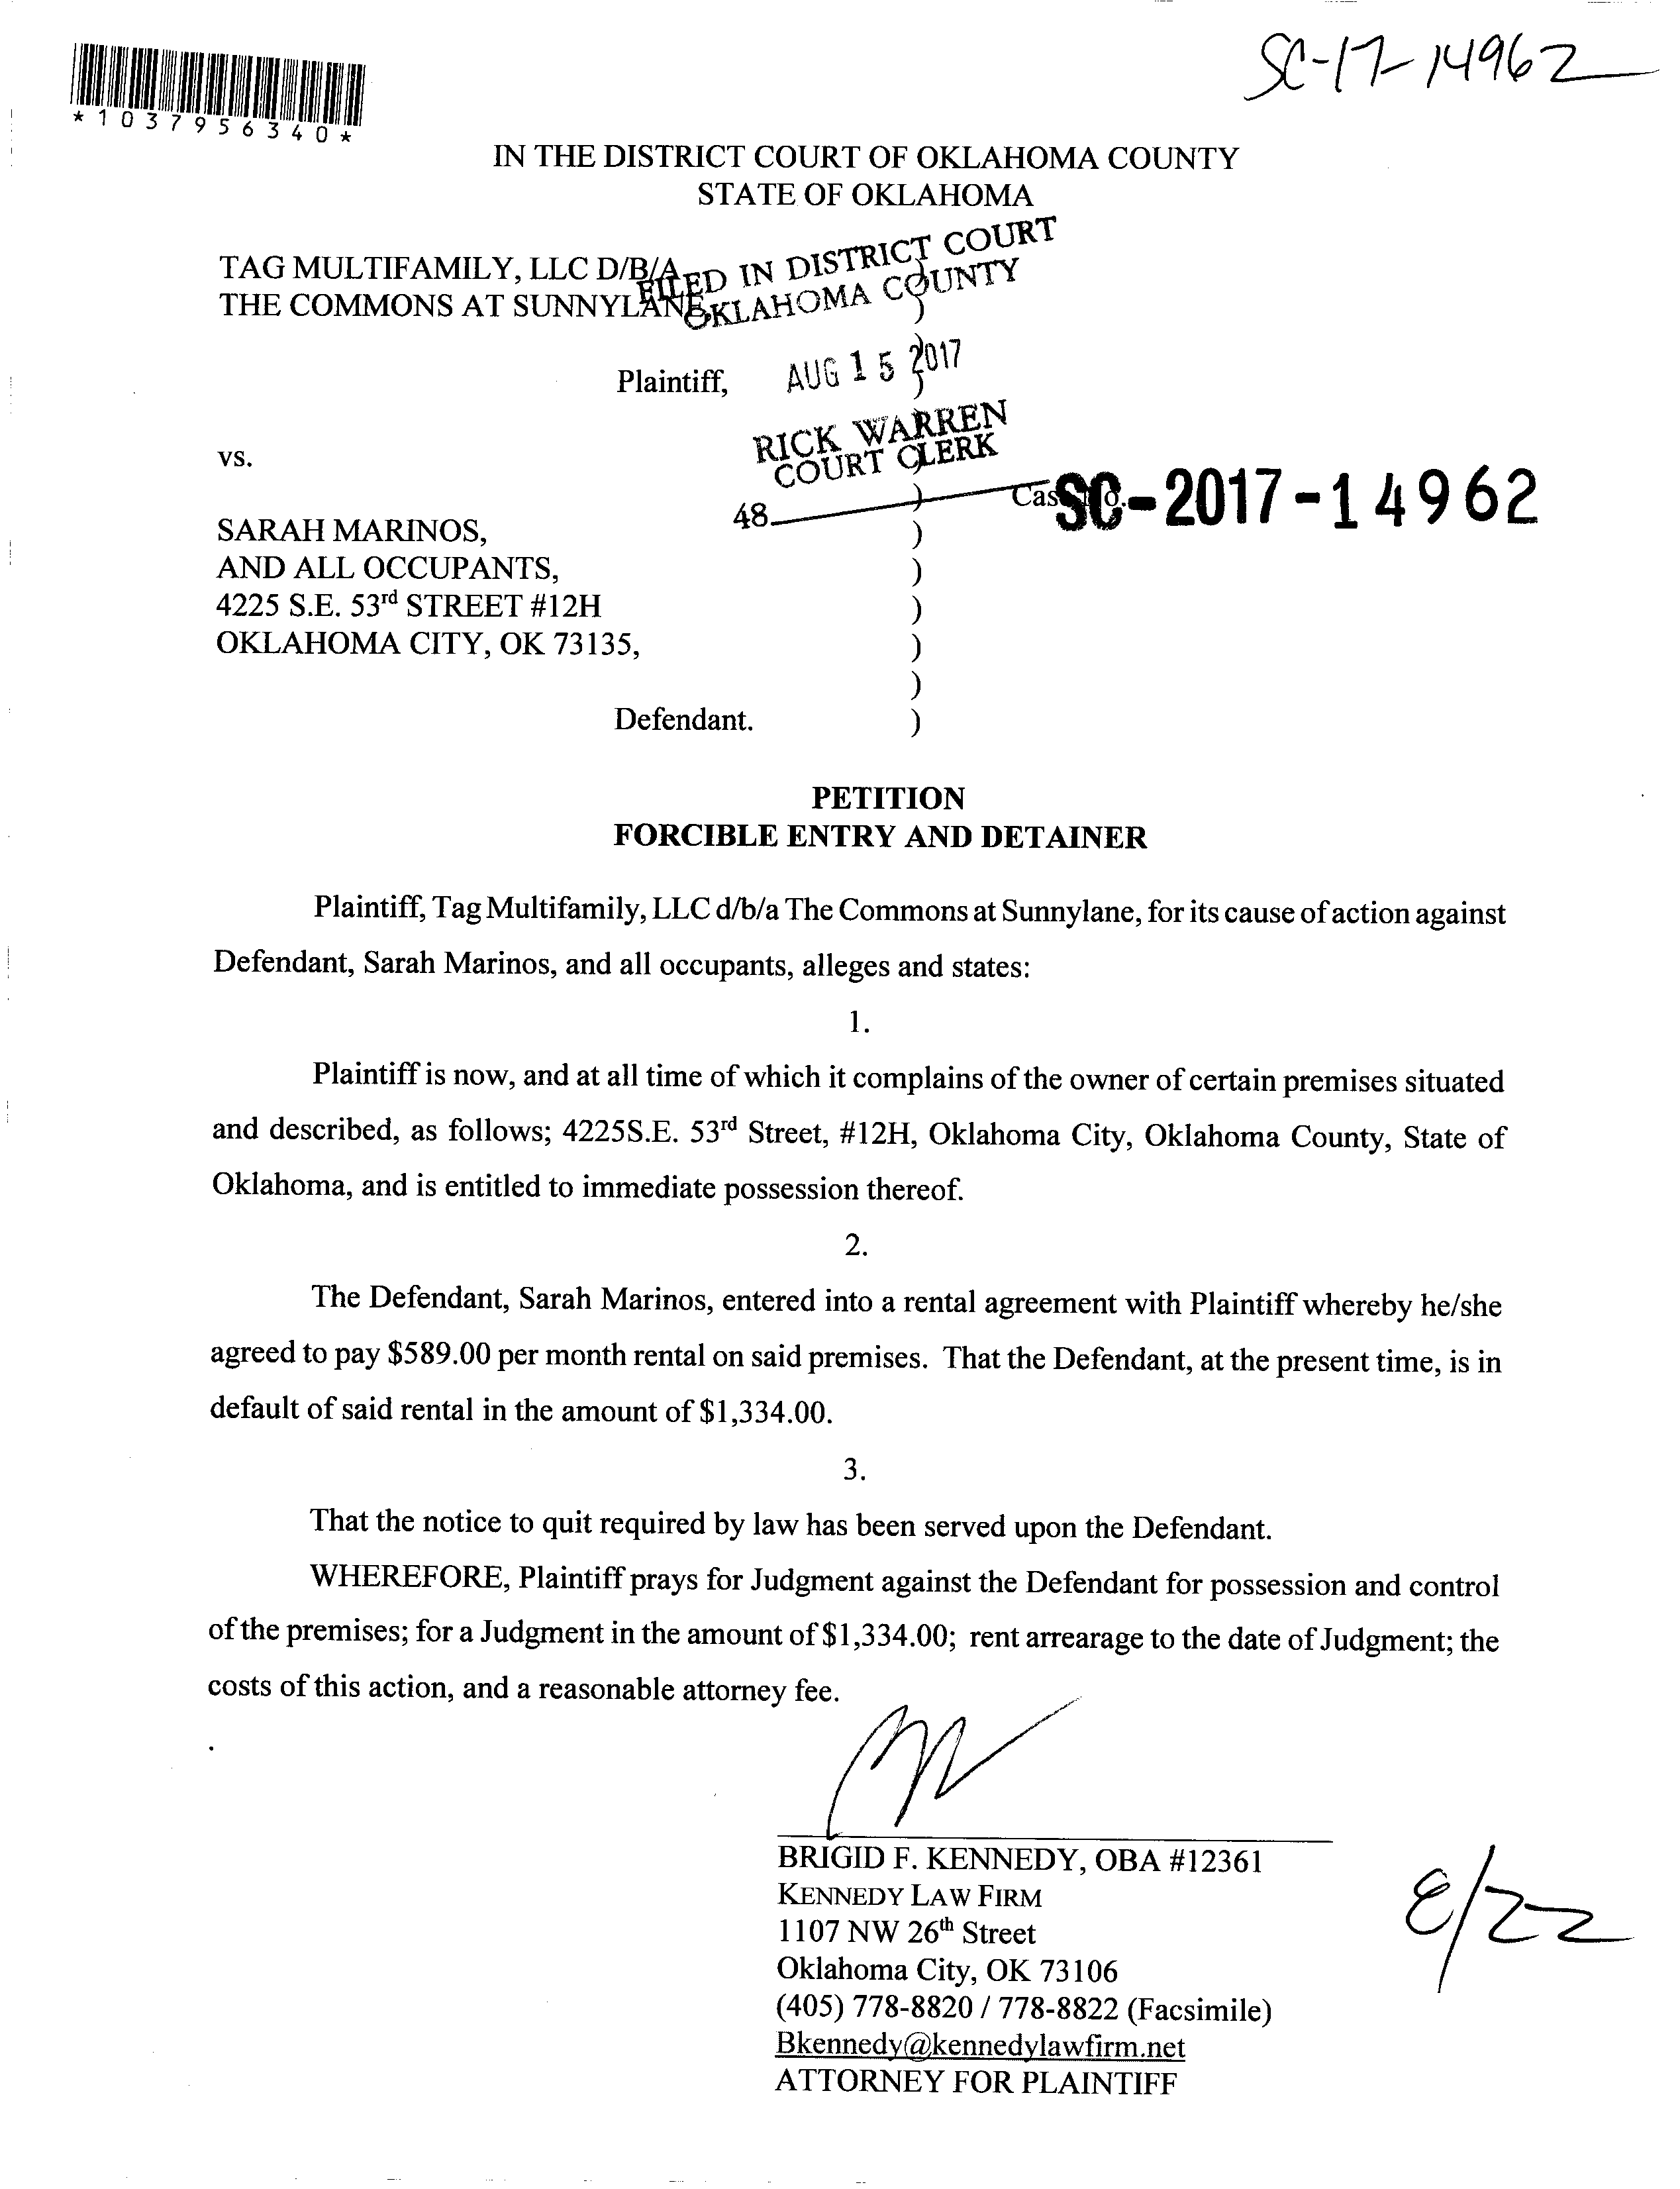 SC-17-14962
*1037956340*
IN THE DISTRICT COURT OF OKLAHOMA COUNTY
STATE OF OKLAHOMA
TAG MULTIFAMILY, LLC D/B/A
THE COMMONS AT SUNNYLANE,
FILED IN DISTRICT COURT
OKLAHOMA COUNTY
)
)
Plaintiff,
AUG 15 2017
)
RICK WARREN
COURT CLERK
vs.
)
48
) Case No. SC-2017-14962
SARAH MARINOS, )
AND ALL OCCUPANTS, )
4225 S.E. 53rd STREET #12H )
OKLAHOMA CITY, OK 73135, )
)
Defendant. )
PETITION
FORCIBLE ENTRY AND DETAINER
Plaintiff, Tag Multifamily, LLC d/b/a The Commons at Sunnylane, for its cause of action against
Defendant, Sarah Marinos, and all occupants, alleges and states:
1.
Plaintiff is now, and at all time of which it complains of the owner of certain premises situated
and described, as follows; 4225S.E. 53rd Street, #12H, Oklahoma City, Oklahoma County, State of
Oklahoma, and is entitled to immediate possession thereof.
2.
The Defendant, Sarah Marinos, entered into a rental agreement with Plaintiff whereby he/she
agreed to pay $589.00 per month rental on said premises. That the Defendant, at the present time, is in
default of said rental in the amount of $1,334.00.
3.
That the notice to quit required by law has been served upon the Defendant.
WHEREFORE, Plaintiff prays for Judgment against the Defendant for possession and control
of the premises; for a Judgment in the amount of $1,334.00; rent arrearage to the date of Judgment; the
costs of this action, and a reasonable attorney fee.
.
BRIGID F. KENNEDY, OBA #12361
KENNEDY LAW FIRM
1107 NW 26th Street
Oklahoma City, OK 73106
(405) 778-8820 / 778-8822 (Facsimile)
Bkennedy@kennedylawfirm.net
ATTORNEY FOR PLAINTIFF
8/22